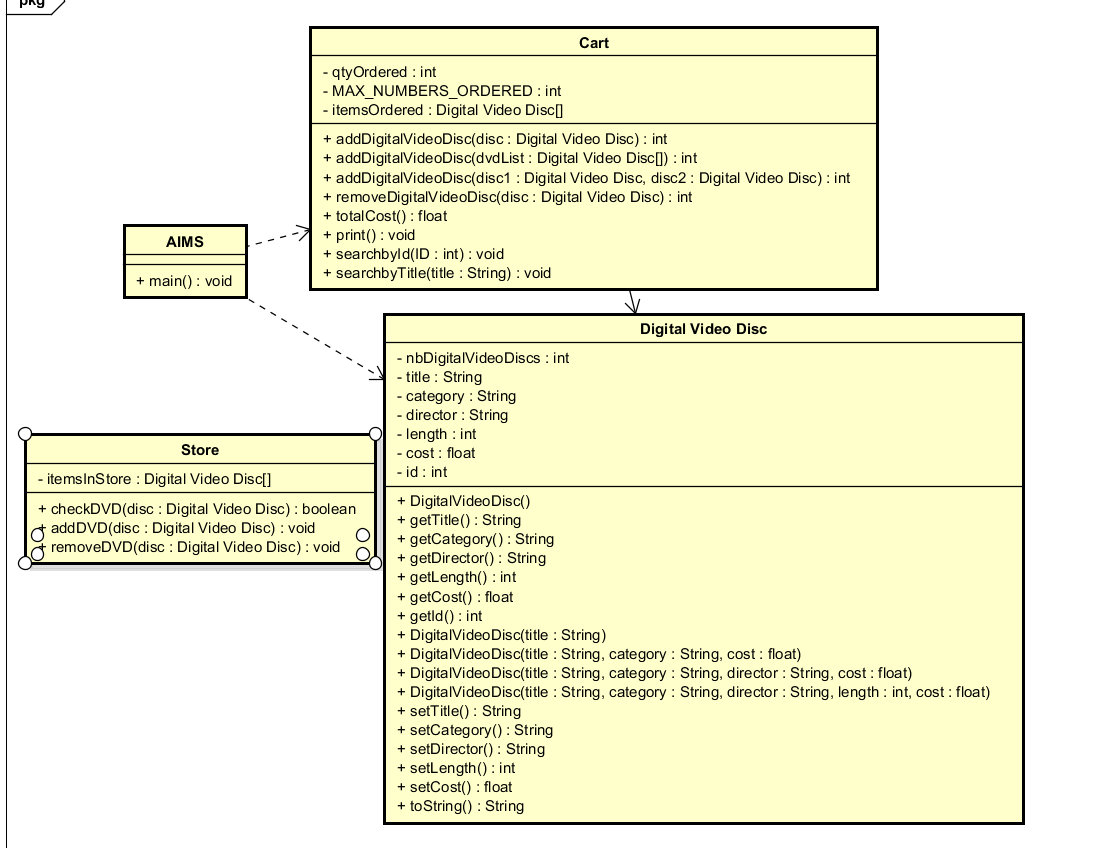 pkg
Cart
- qtyOrdered : int
- MAX_NUMBERS_ORDERED : int
- itemsOrdered : Digital Video Disc[]
+ addDigitalVideoDisc(disc : Digital Video Disc) : int
+ addDigitalVideoDisc(dvdList : Digital Video Disc[]) : int
+ addDigitalVideoDisc(disc1 : Digital Video Disc, disc2 : Digital Video Disc) : int
+ removeDigitalVideoDisc(disc : Digital Video Disc) : int
+ totalCost() : float
+ print() : void
+ searchbyId(ID : int) : void
+ searchbyTitle(title : String) : void
AIMS
+ main() : void
Digital Video Disc
- nbDigitalVideoDiscs : int
- title : String
- category : String
- director : String
- length : int
- cost : float
- id : int
+ DigitalVideoDisc()
+ getTitle() : String
+ getCategory() : String
+ getDirector() : String
+ getLength() : int
+ getCost() : float
+ getId() : int
+ DigitalVideoDisc(title : String)
+ DigitalVideoDisc(title : String, category : String, cost : float)
+ DigitalVideoDisc(title : String, category : String, director : String, cost : float)
+ DigitalVideoDisc(title : String, category : String, director : String, length : int, cost : float)
+ setTitle() : String
+ setCategory() : String
+ setDirector() : String
+ setLength() : int
+ setCost() : float
+ toString() : String
Store
- itemsInStore : Digital Video Disc[]
+ checkDVD(disc : Digital Video Disc) : boolean
+ addDVD(disc : Digital Video Disc) : void
+ removeDVD(disc : Digital Video Disc) : void